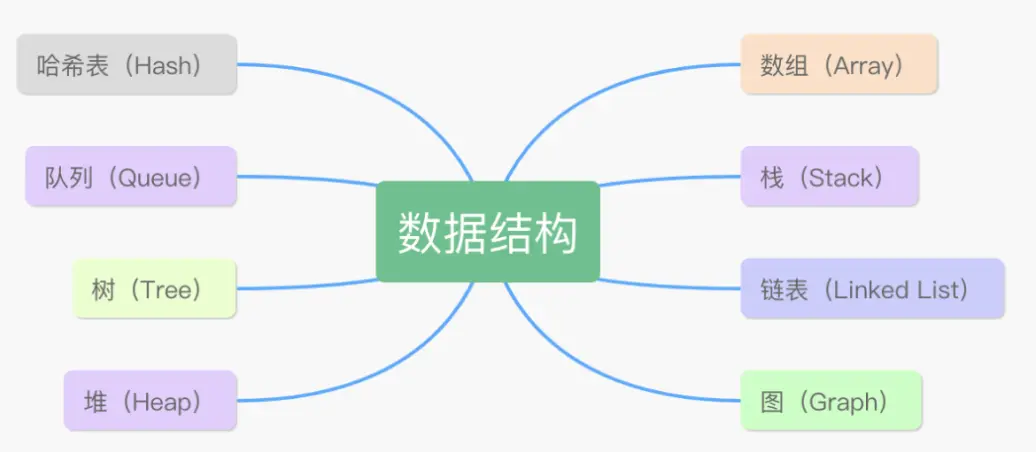 哈希表（Hash）
数组（Array）
队列（Queue）
栈（Stack）
数据结构
树（Tree）
链表（Linked List）
堆（Heap）
图（Graph）